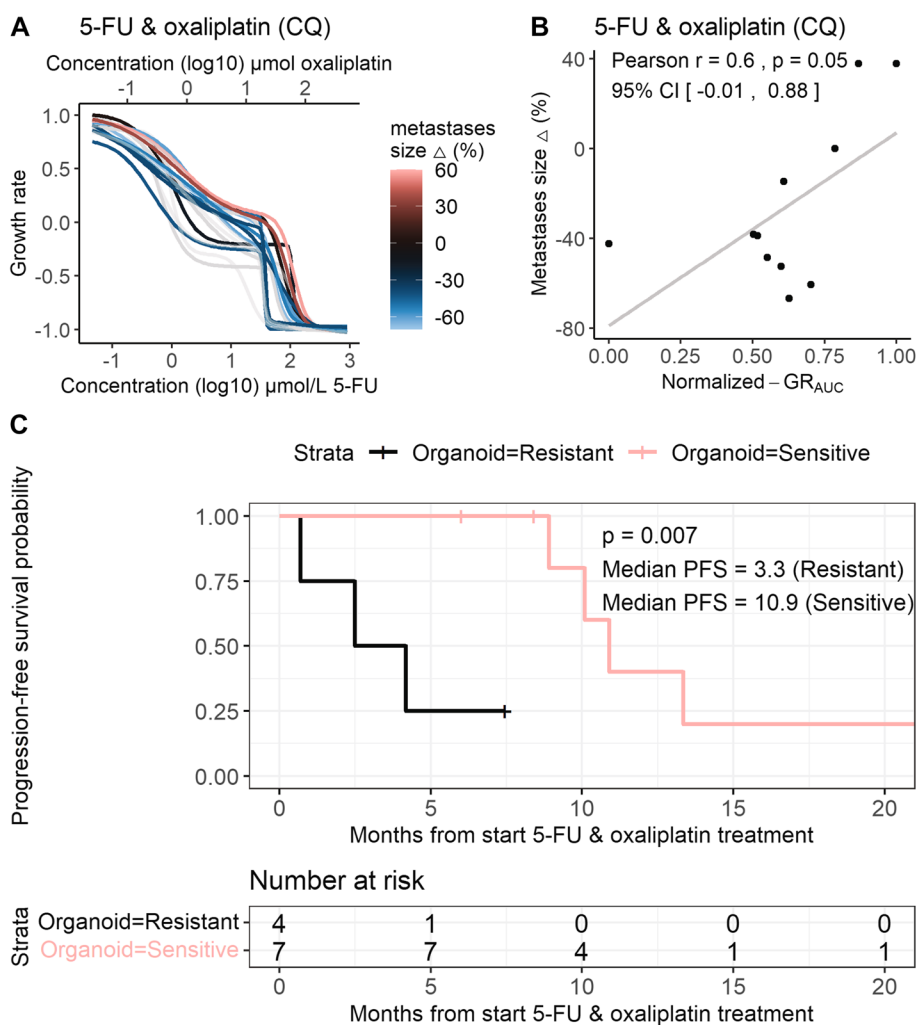 A
5-FU & oxaliplatin (CQ)
Concentration (log10) μmol oxaliplatin
-1 0 1 2
1.0
0.5
0.0
-0.5
-1.0
Growth rate
-1 0 1 2 3
Concentration (log10) μmol/L 5-FU
metastases
size △ (%)
60
30
0
-30
-60
B
5-FU & oxaliplatin (CQ)
Pearson r = 0.6 , p = 0.05
95% CI [ -0.01 , 0.88 ]
40
0
-40
-80
Metastases size △ (%)
0.00 0.25 0.50 0.75 1.00
Normalized – GRAUC
C
Strata Organoid=Resistant Organoid=Sensitive
p = 0.007
Median PFS = 3.3 (Resistant)
Median PFS = 10.9 (Sensitive)
1.00
0.75
0.50
0.25
0.00
Progression-free survival probability
0 5 10 15 20
Months from start 5-FU & oxaliplatin treatment
Number at risk
Strata
Organoid=Resistant 4 1 0 0 0
Organoid=Sensitive 7 7 4 1 1
0 5 10 15 20
Months from start 5-FU & oxaliplatin treatment